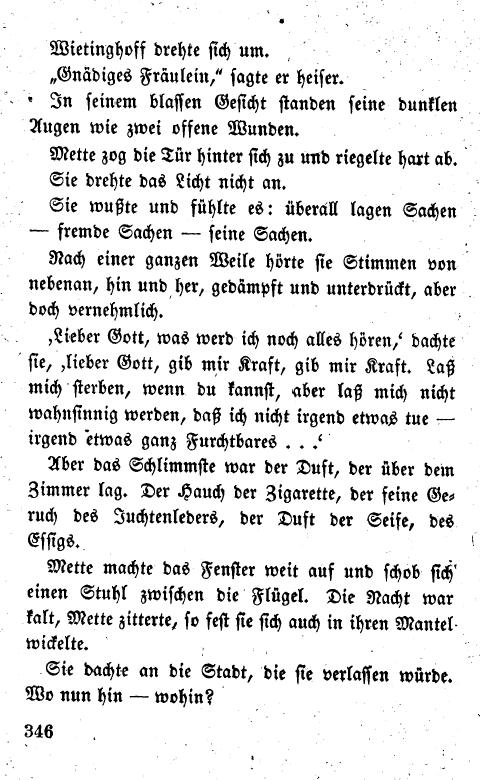 Wietinghoff drehte sich um.
„Gnädiges Fräulein,“ sagte er heiser.
In seinem blassen Gesicht standen seine dunklen
Augen wie zwei offene Wunden.
Mette zog die Tür hinter sich zu und riegelte hart ab.
Sie drehte das Licht nicht an.
Sie wußte und fühlte es: überall lagen Sachen
— fremde Sachen — seine Sachen.
Nach einer ganzen Weile hörte sie Stimmen von
nebenan, hin und her, gedämpft und unterdrückt, aber
doch vernehmlich.
‚Lieber Gott, was werd ich noch alles hören,‘ dachte
sie, ‚lieber Gott, gib mir Kraft, gib mir Kraft. Laß
mich sterben, wenn du kannst, aber laß mich nicht
wahnsinnig werden, daß ich nicht irgend etwas tue —
irgend etwas ganz Furchtbares . . .‘
Aber das Schlimmste war der Duft, der über dem
Zimmer lag. Der Hauch der Zigarette, der feine Ge-
ruch des Juchtenleders, der Duft der Seife, des
Essigs.
Mette machte das Fenster weit auf und schob sich
einen Stuhl zwischen die Flügel. Die Nacht war
kalt, Mette zitterte, so fest sie sich auch in ihren Mantel
wickelte.
Sie dachte an die Stadt, die sie verlassen würde.
Wo nun hin — wohin?
346